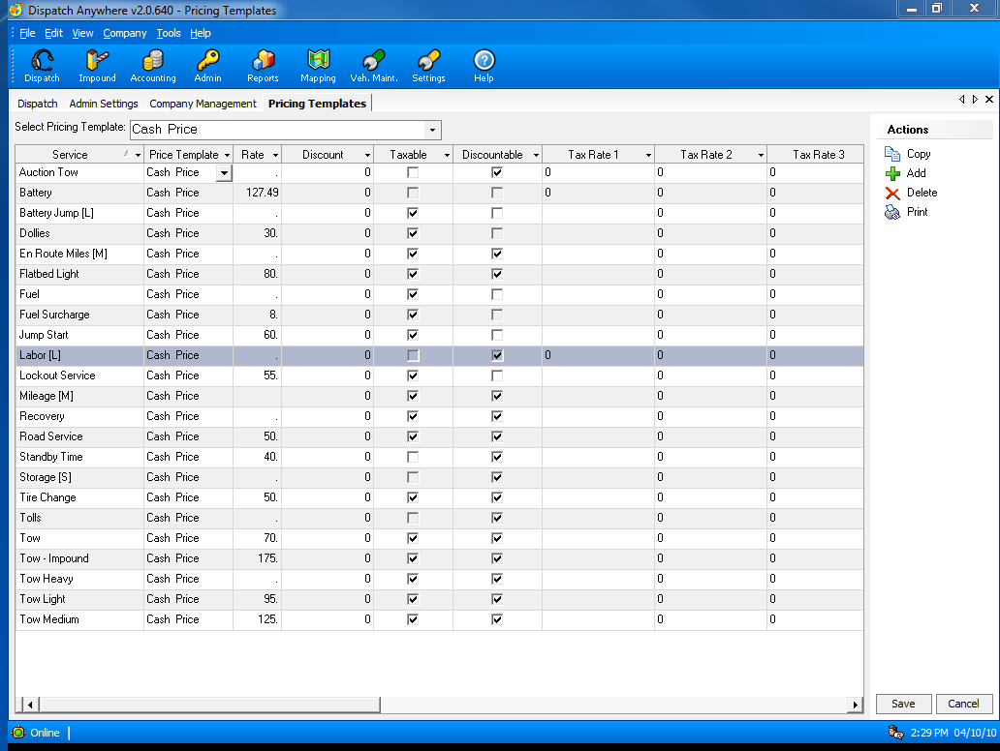 Dispatch Anywhere v2.0.640 - Pricing Templates
File Edit View Company Tools Help
Dispatch Impound Accounting Admin Reports Mapping Veh. Maint. Settings Help
Dispatch Admin Settings Company Management Pricing Templates
Select Pricing Template: Cash Price
Service Price Template Rate Discount Taxable Discountable Tax Rate 1 Tax Rate 2 Tax Rate 3
Auction Tow Cash Price . 0 0 0 0
Battery Cash Price 127.49 0 0 0 0
Battery Jump [L] Cash Price . 0 0 0
Dollies Cash Price 30. 0 0 0
En Route Miles [M] Cash Price . 0 0 0
Flatbed Light Cash Price 80. 0 0 0
Fuel Cash Price . 0 0 0
Fuel Surcharge Cash Price 8. 0 0 0
Jump Start Cash Price 60. 0 0 0
Labor [L] Cash Price . 0 0 0 0
Lockout Service Cash Price 55. 0 0 0
Mileage [M] Cash Price 0 0 0
Recovery Cash Price . 0 0 0
Road Service Cash Price 50. 0 0 0
Standby Time Cash Price 40. 0 0 0
Storage [S] Cash Price . 0 0 0
Tire Change Cash Price 50. 0 0 0
Tolls Cash Price . 0 0 0
Tow Cash Price 70. 0 0 0
Tow - Impound Cash Price 175. 0 0 0
Tow Heavy Cash Price . 0 0 0
Tow Light Cash Price 95. 0 0 0
Tow Medium Cash Price 125. 0 0 0
Actions
Copy
Add
Delete
Print
Save Cancel
Online 2:29 PM 04/10/10